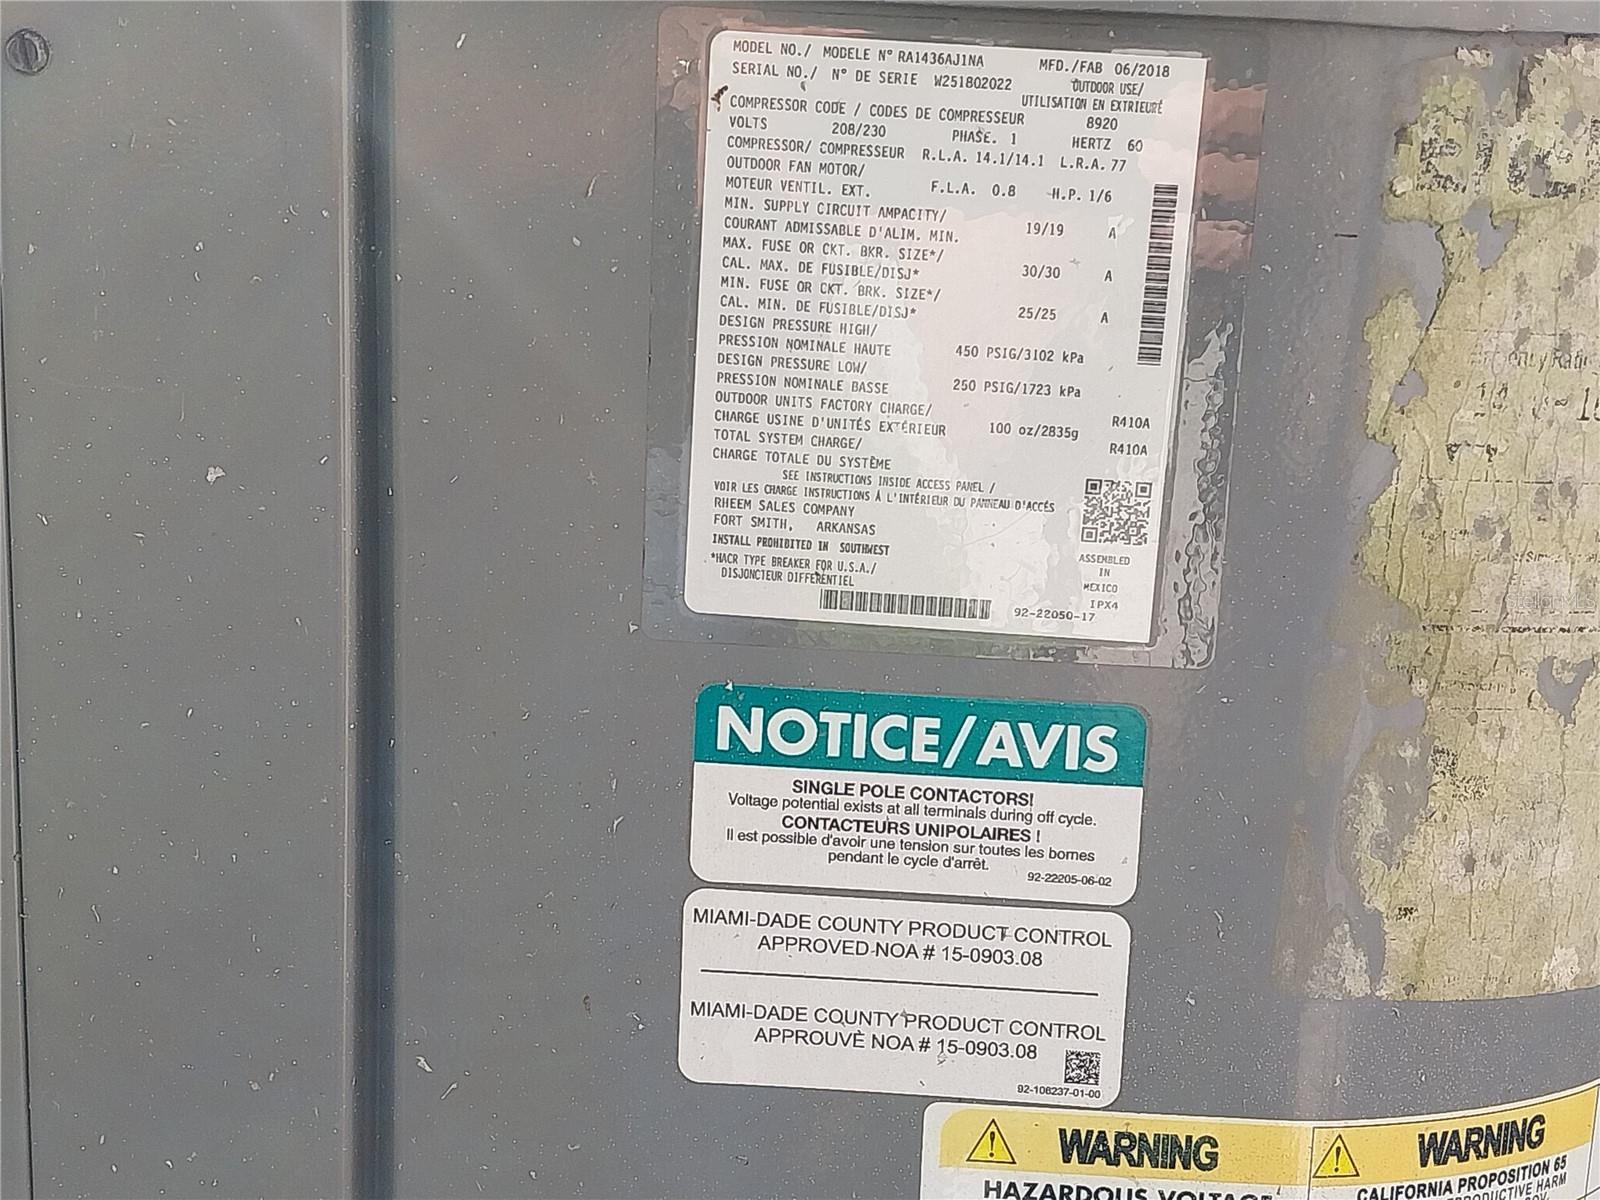 MODEL NO./ MODELE N° RA1436AJ1NA MFD./FAB 06/2018
SERIAL NO./ N° DE SERIE W251802022 OUTDOOR USE/
UTILISATION EN EXTRIEURE
COMPRESSOR CODE / CODES DE COMPRESSEUR 8920
VOLTS 208/230 PHASE. 1 HERTZ 60
COMPRESSOR/ COMPRESSEUR R.L.A. 14.1/14.1 L.R.A. 77
OUTDOOR FAN MOTOR/
MOTEUR VENTIL. EXT. F.L.A. 0.8 H.P. 1/6
MIN. SUPPLY CIRCUIT AMPACITY/
COURANT ADMISSABLE D'ALIM. MIN. 19/19 A
MAX. FUSE OR CKT. BKR. SIZE*/
CAL. MAX. DE FUSIBLE/DISJ* 30/30 A
MIN. FUSE OR CKT. BRK. SIZE*/
CAL. MIN. DE FUSIBLE/DISJ* 25/25 A
DESIGN PRESSURE HIGH/
PRESSION NOMINALE HAUTE 450 PSIG/3102 kPa
DESIGN PRESSURE LOW/
PRESSION NOMINALE BASSE 250 PSIG/1723 kPa
OUTDOOR UNITS FACTORY CHARGE/
CHARGE USINE D'UNITÉS EXTÉRIEUR 100 oz/2835g R410A
TOTAL SYSTEM CHARGE/ R410A
CHARGE TOTALE DU SYSTÈME
SEE INSTRUCTIONS INSIDE ACCESS PANEL /
VOIR LES CHARGE INSTRUCTIONS À L'INTÉRIEUR DU PANNEAU D'ACCÉS
RHEEM SALES COMPANY
FORT SMITH, ARKANSAS
INSTALL PROHIBITED IN SOUTHWEST
*HACR TYPE BREAKER FOR U.S.A./
DISJONCTEUR DIFFERENTIEL
ASSEMBLED
IN
MEXICO
IPX4
92-22050-17
NOTICE/AVIS
SINGLE POLE CONTACTORS!
Voltage potential exists at all terminals during off cycle.
CONTACTEURS UNIPOLAIRES !
Il est possible d'avoir une tension sur toutes les bornes
pendant le cycle d'arrêt.
92-22205-06-02
MIAMI-DADE COUNTY PRODUCT CONTROL
APPROVED NOA # 15-0903.08
MIAMI-DADE COUNTY PRODUCT CONTROL
APPROUVÈ NOA # 15-0903.08
92-106237-01-00
WARNING
HAZARDOUS VOLTAGE
WARNING
CALIFORNIA PROPOSITION 65
REPRODUCTIVE HARM